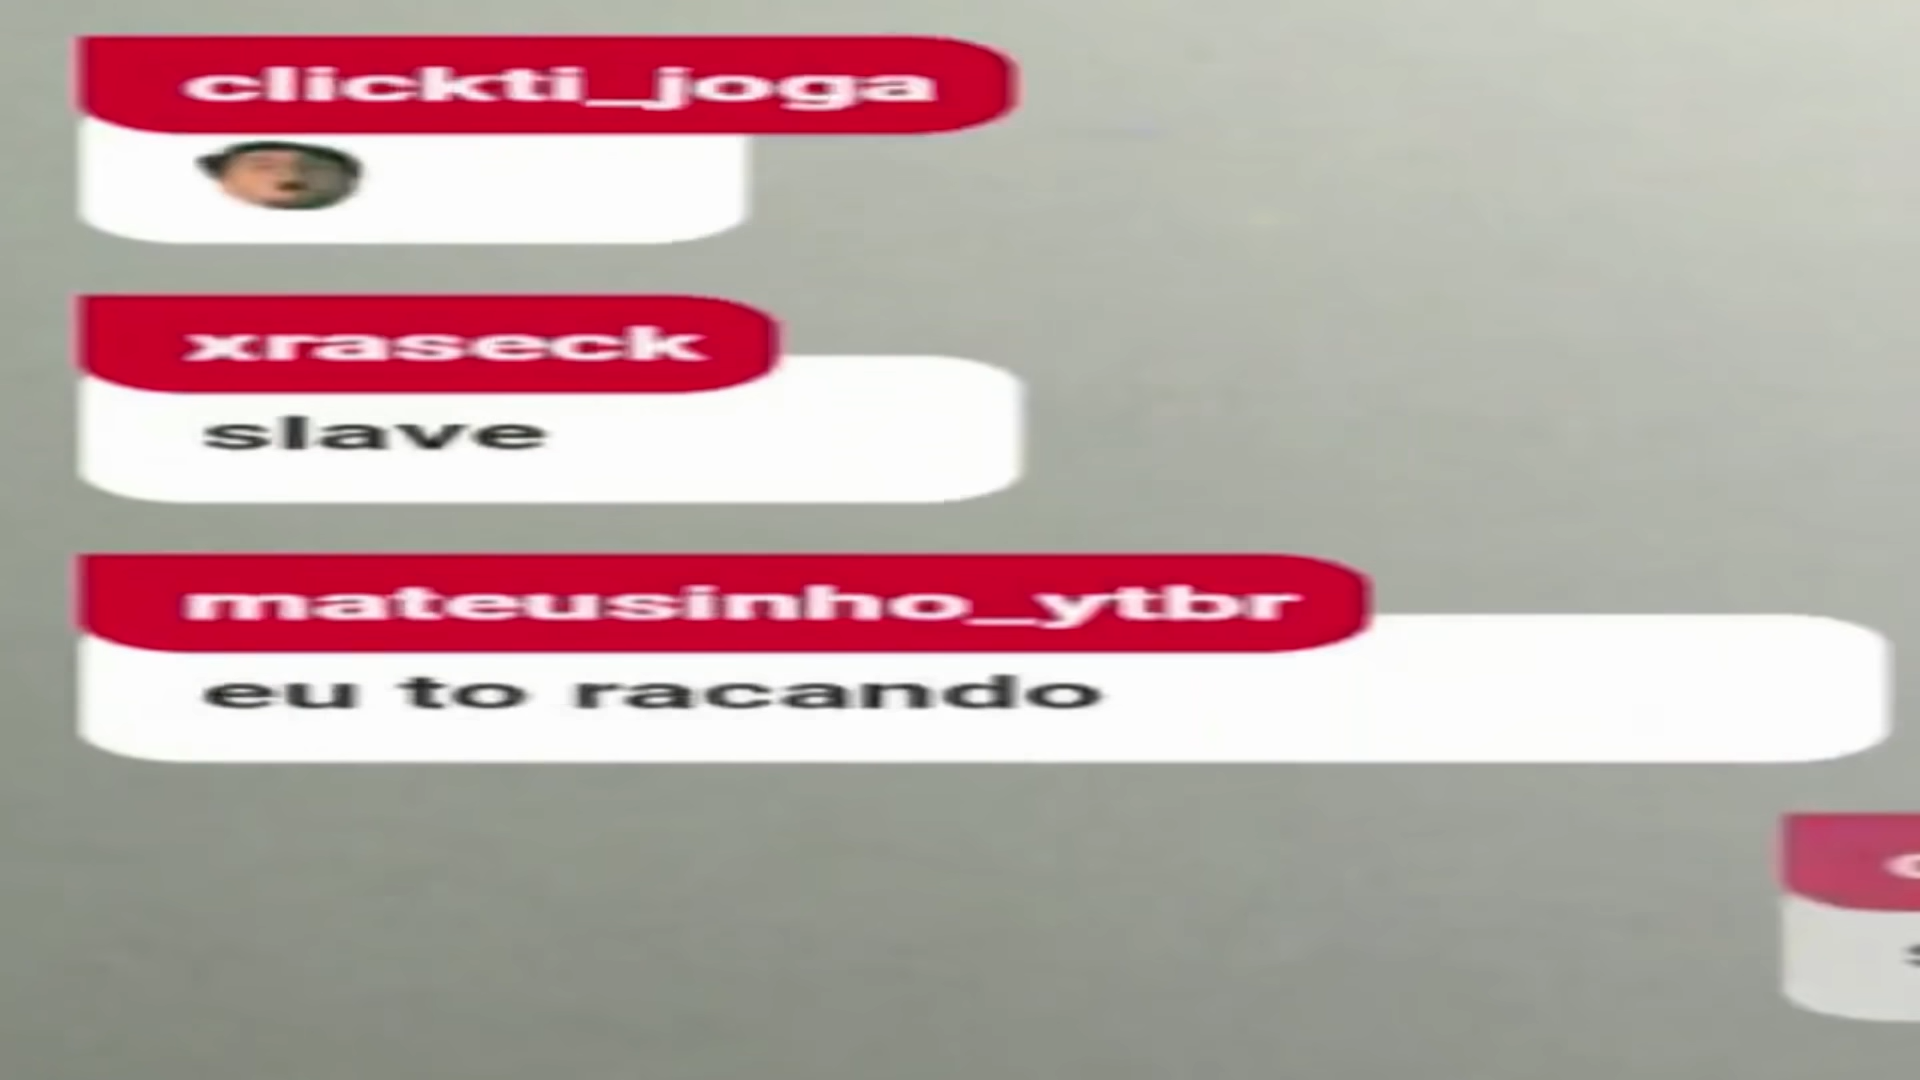 clickti_joga
xraseck
slave
mateusinho_ytbr
eu to racando